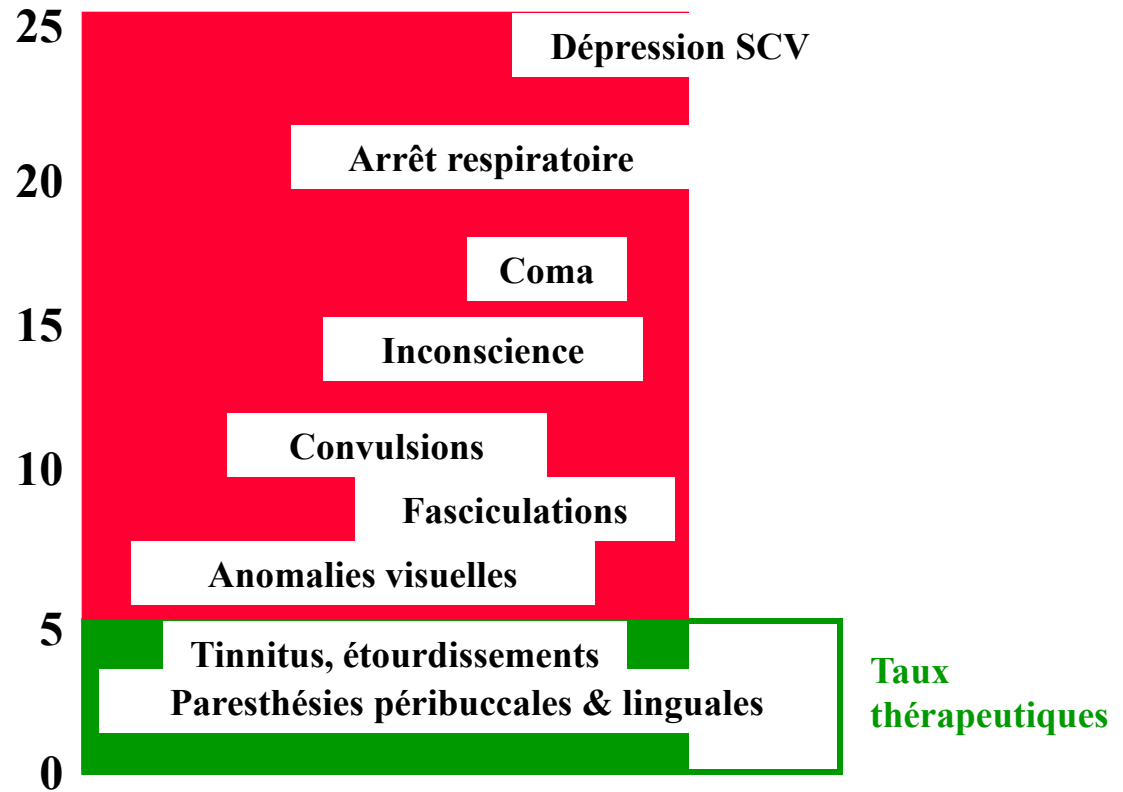 25
Dépression SCV
Arrêt respiratoire
20
Coma
15
Inconscience
Convulsions
10
Fasciculations
Anomalies visuelles
5
Tinnitus, étourdissements
Paresthésies péribuccales & linguales
Taux
thérapeutiques
0